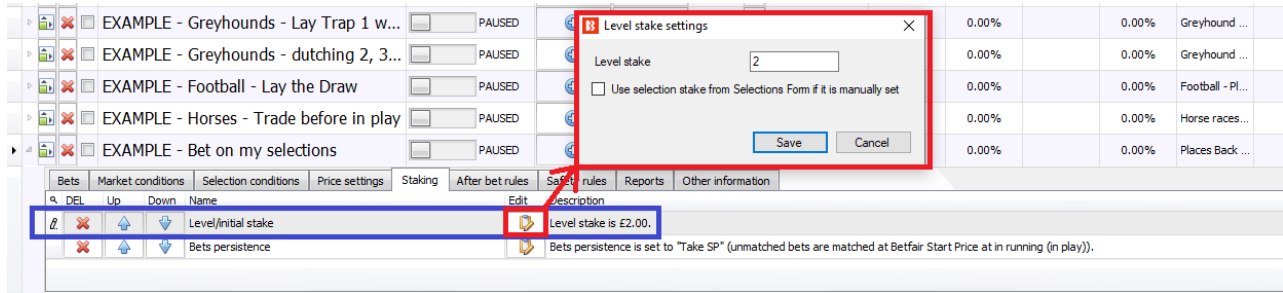 EXAMPLE - Greyhounds - Lay Trap 1 w... PAUSED 0.00% 0.00% Greyhound ...
EXAMPLE - Greyhounds - dutching 2, 3... PAUSED 0.00% 0.00% Greyhound ...
EXAMPLE - Football - Lay the Draw PAUSED 0.00% 0.00% Football - Pl...
EXAMPLE - Horses - Trade before in play PAUSED 0.00% 0.00% Horse races...
EXAMPLE - Bet on my selections PAUSED 0.00% 0.00% Places Back ...
Level stake settings
Level stake 2
Use selection stake from Selections Form if it is manually set
Save Cancel
Bets Market conditions Selection conditions Price settings Staking After bet rules Safety rules Reports Other information
DEL Up Down Name Edit Description
Level/initial stake Level stake is £2.00.
Bets persistence Bets persistence is set to "Take SP" (unmatched bets are matched at Betfair Start Price at in running (in play)).